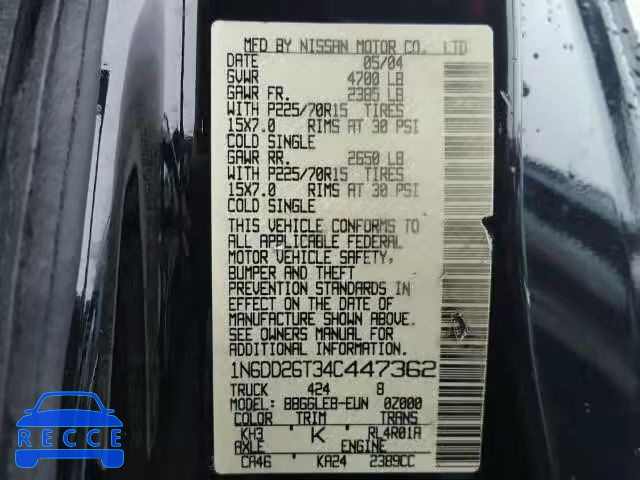 MFD BY NISSAN MOTOR CO., LTD
DATE 05/04
GVWR 4700 LB
GAWR FR. 2385 LB
WITH P225/70R15 TIRES
15X7.0 RIMS AT 30 PSI
COLD SINGLE
GAWR RR. 2650 LB
WITH P225/70R15 TIRES
15X7.0 RIMS AT 30 PSI
COLD SINGLE
THIS VEHICLE CONFORMS TO
ALL APPLICABLE FEDERAL
MOTOR VEHICLE SAFETY,
BUMPER AND THEFT
PREVENTION STANDARDS IN
EFFECT ON THE DATE OF
MANUFACTURE SHOWN ABOVE.
SEE OWNERS MANUAL FOR
ADDITIONAL INFORMATION.
1N6DD26T34C447362
TRUCK 424 8
MODEL: BBG6LEB-EUN 0Z000
COLOR TRIM TRANS
KH3 K RL4R01A
AXLE ENGINE
CA46 KA24 2389CC
RECCE